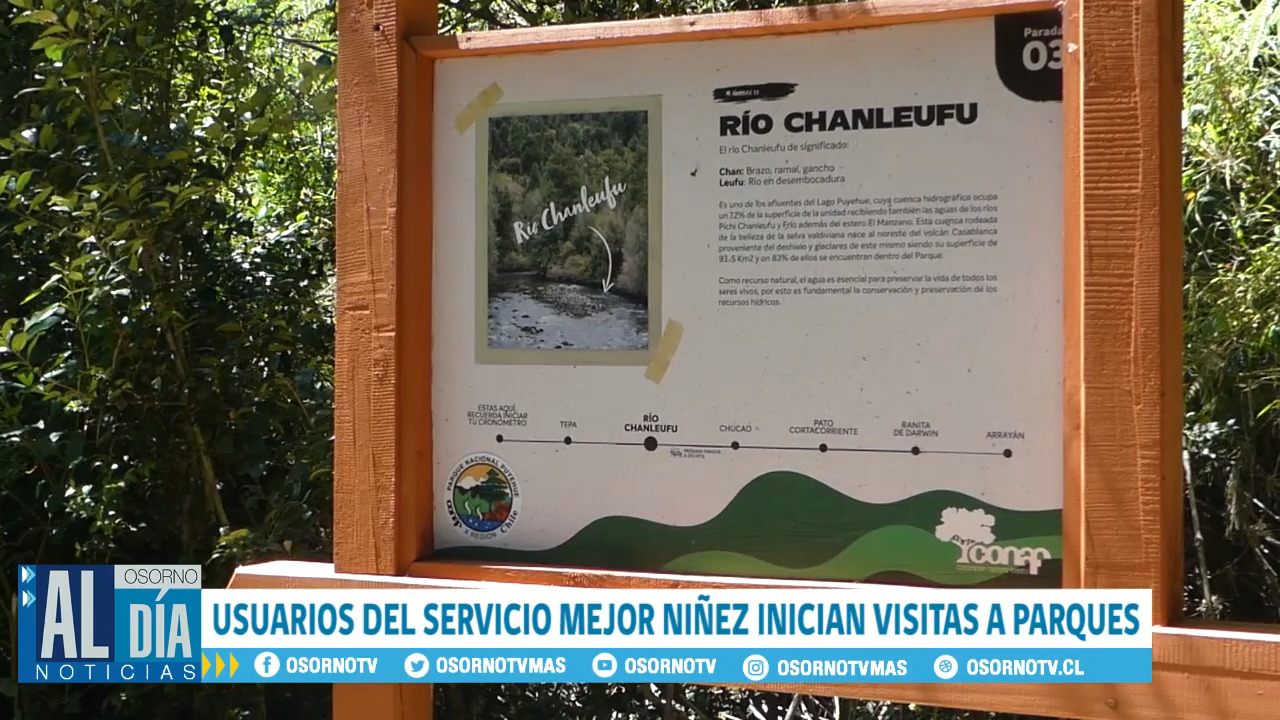 Parada
03
RÍO CHANLEUFU
El río Chanleufu de significado:
Chan: Brazo, ramal, gancho
Leufu: Río en desembocadura
Es uno de los afluentes del Lago Puyehue, cuya cuenca hidrográfica ocupa
un 7.2% de la superficie de la unidad recibiendo también las aguas de los ríos
Pichi Chanleufu y Frío además del estero El Manzano. Esta cuenca rodeada
de la belleza de la selva valdiviana nace al noreste del volcán Casablanca
proveniente del deshielo y glaciares de este mismo siendo su superficie de
93.5 Km2 y un 83% de ellos se encuentran dentro del Parque.
Como recurso natural, el agua es esencial para preservar la vida de todos los
seres vivos, por esto es fundamental la conservación y preservación de los
recursos hídricos.
Río Chanleufu
ESTAS AQUÍ,
RECUERDA INICIAR
TU CRONÓMETRO
TEPA
RÍO
CHANLEUFU
CHUCAO
PATO
CORTACORRIENTE
RANITA
DE DARWIN
ARRAYÁN
PARQUE NACIONAL PUYEHUE
X REGION Chile
conaf
AL DÍA
OSORNO
NOTICIAS
USUARIOS DEL SERVICIO MEJOR NIÑEZ INICIAN VISITAS A PARQUES
OSORNOTV OSORNOTVMAS OSORNOTV OSORNOTVMAS OSORNOTV.CL